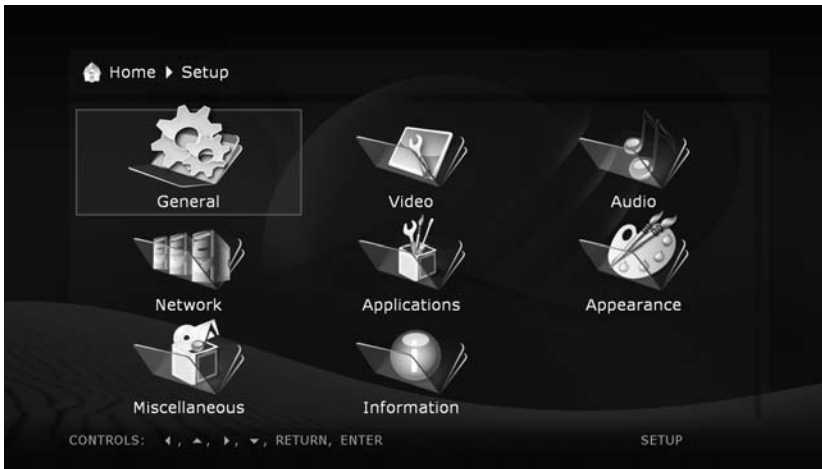 Home ▸ Setup
General Video Audio
Network Applications Appearance
Miscellaneous Information
CONTROLS: ◂, ▴, ▸, ▾, RETURN, ENTER SETUP